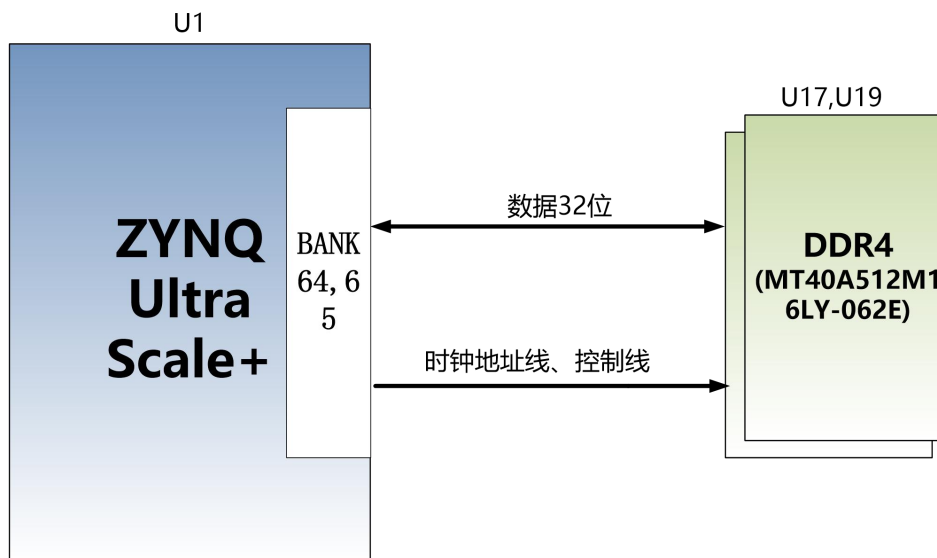 U1
U17,U19
ZYNQ
Ultra
Scale+
BANK
64,6
5
数据32位
时钟地址线、控制线
DDR4
(MT40A512M1
6LY-062E)